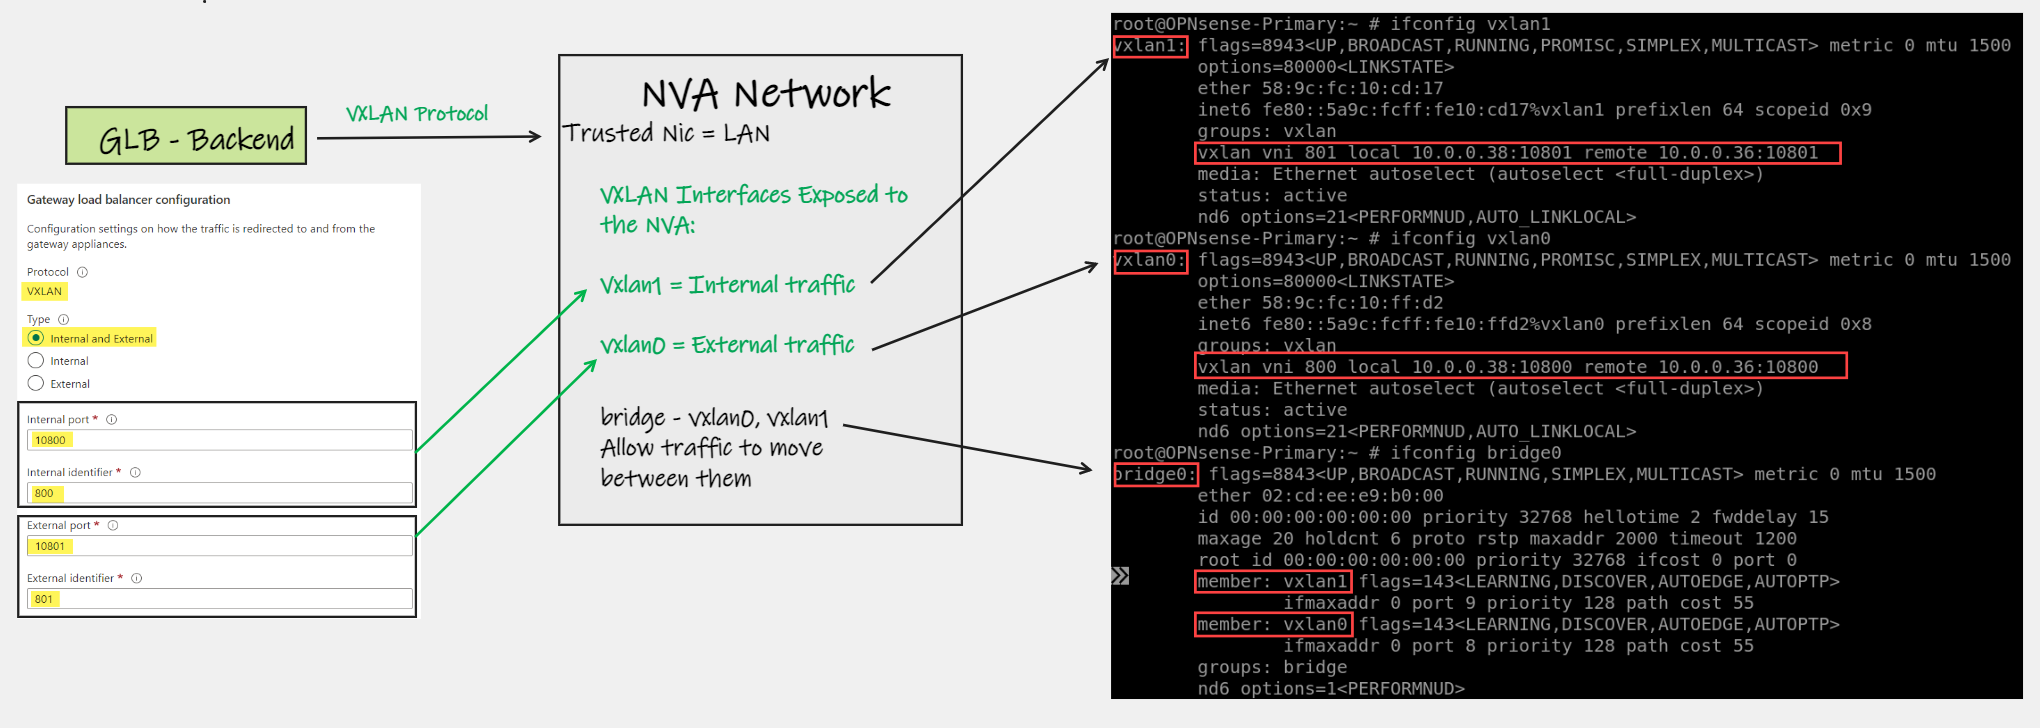 GLB - Backend
VXLAN Protocol
Gateway load balancer configuration
Configuration settings on how the traffic is redirected to and from the
gateway appliances.
Protocol
VXLAN
Type
Internal and External
Internal
External
Internal port *
10800
Internal identifier *
800
External port *
10801
External identifier *
801
NVA Network
Trusted Nic = LAN
VXLAN Interfaces Exposed to
the NVA:
Vxlan1 = Internal traffic
vxlan0 = External traffic
bridge - vxlan0, vxlan1
Allow traffic to move
between them
root@OPNsense-Primary:~ # ifconfig vxlan1
vxlan1: flags=8943<UP,BROADCAST,RUNNING,PROMISC,SIMPLEX,MULTICAST> metric 0 mtu 1500
options=80000<LINKSTATE>
ether 58:9c:fc:10:cd:17
inet6 fe80::5a9c:fcff:fe10:cd17%vxlan1 prefixlen 64 scopeid 0x9
groups: vxlan
vxlan vni 801 local 10.0.0.38:10801 remote 10.0.0.36:10801
media: Ethernet autoselect (autoselect <full-duplex>)
status: active
nd6 options=21<PERFORMNUD,AUTO_LINKLOCAL>
root@OPNsense-Primary:~ # ifconfig vxlan0
vxlan0: flags=8943<UP,BROADCAST,RUNNING,PROMISC,SIMPLEX,MULTICAST> metric 0 mtu 1500
options=80000<LINKSTATE>
ether 58:9c:fc:10:ff:d2
inet6 fe80::5a9c:fcff:fe10:ffd2%vxlan0 prefixlen 64 scopeid 0x8
groups: vxlan
vxlan vni 800 local 10.0.0.38:10800 remote 10.0.0.36:10800
media: Ethernet autoselect (autoselect <full-duplex>)
status: active
nd6 options=21<PERFORMNUD,AUTO_LINKLOCAL>
root@OPNsense-Primary:~ # ifconfig bridge0
bridge0: flags=8843<UP,BROADCAST,RUNNING,SIMPLEX,MULTICAST> metric 0 mtu 1500
ether 02:cd:ee:e9:b0:00
id 00:00:00:00:00:00 priority 32768 hellotime 2 fwddelay 15
maxage 20 holdcnt 6 proto rstp maxaddr 2000 timeout 1200
root id 00:00:00:00:00:00 priority 32768 ifcost 0 port 0
member: vxlan1 flags=143<LEARNING,DISCOVER,AUTOEDGE,AUTOPTP>
ifmaxaddr 0 port 9 priority 128 path cost 55
member: vxlan0 flags=143<LEARNING,DISCOVER,AUTOEDGE,AUTOPTP>
ifmaxaddr 0 port 8 priority 128 path cost 55
groups: bridge
nd6 options=1<PERFORMNUD>